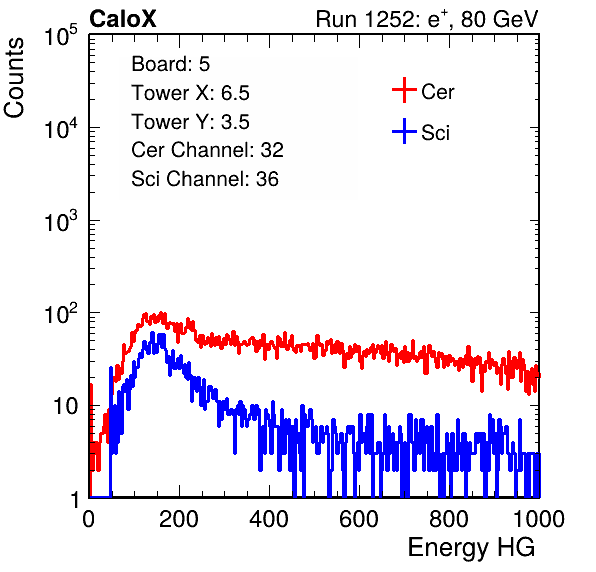 CaloX Run 1252: e⁺, 80 GeV
Counts
10⁵
10⁴
10³
10²
10
1
Board: 5
Tower X: 6.5
Tower Y: 3.5
Cer Channel: 32
Sci Channel: 36
Cer
Sci
0 200 400 600 800 1000
Energy HG